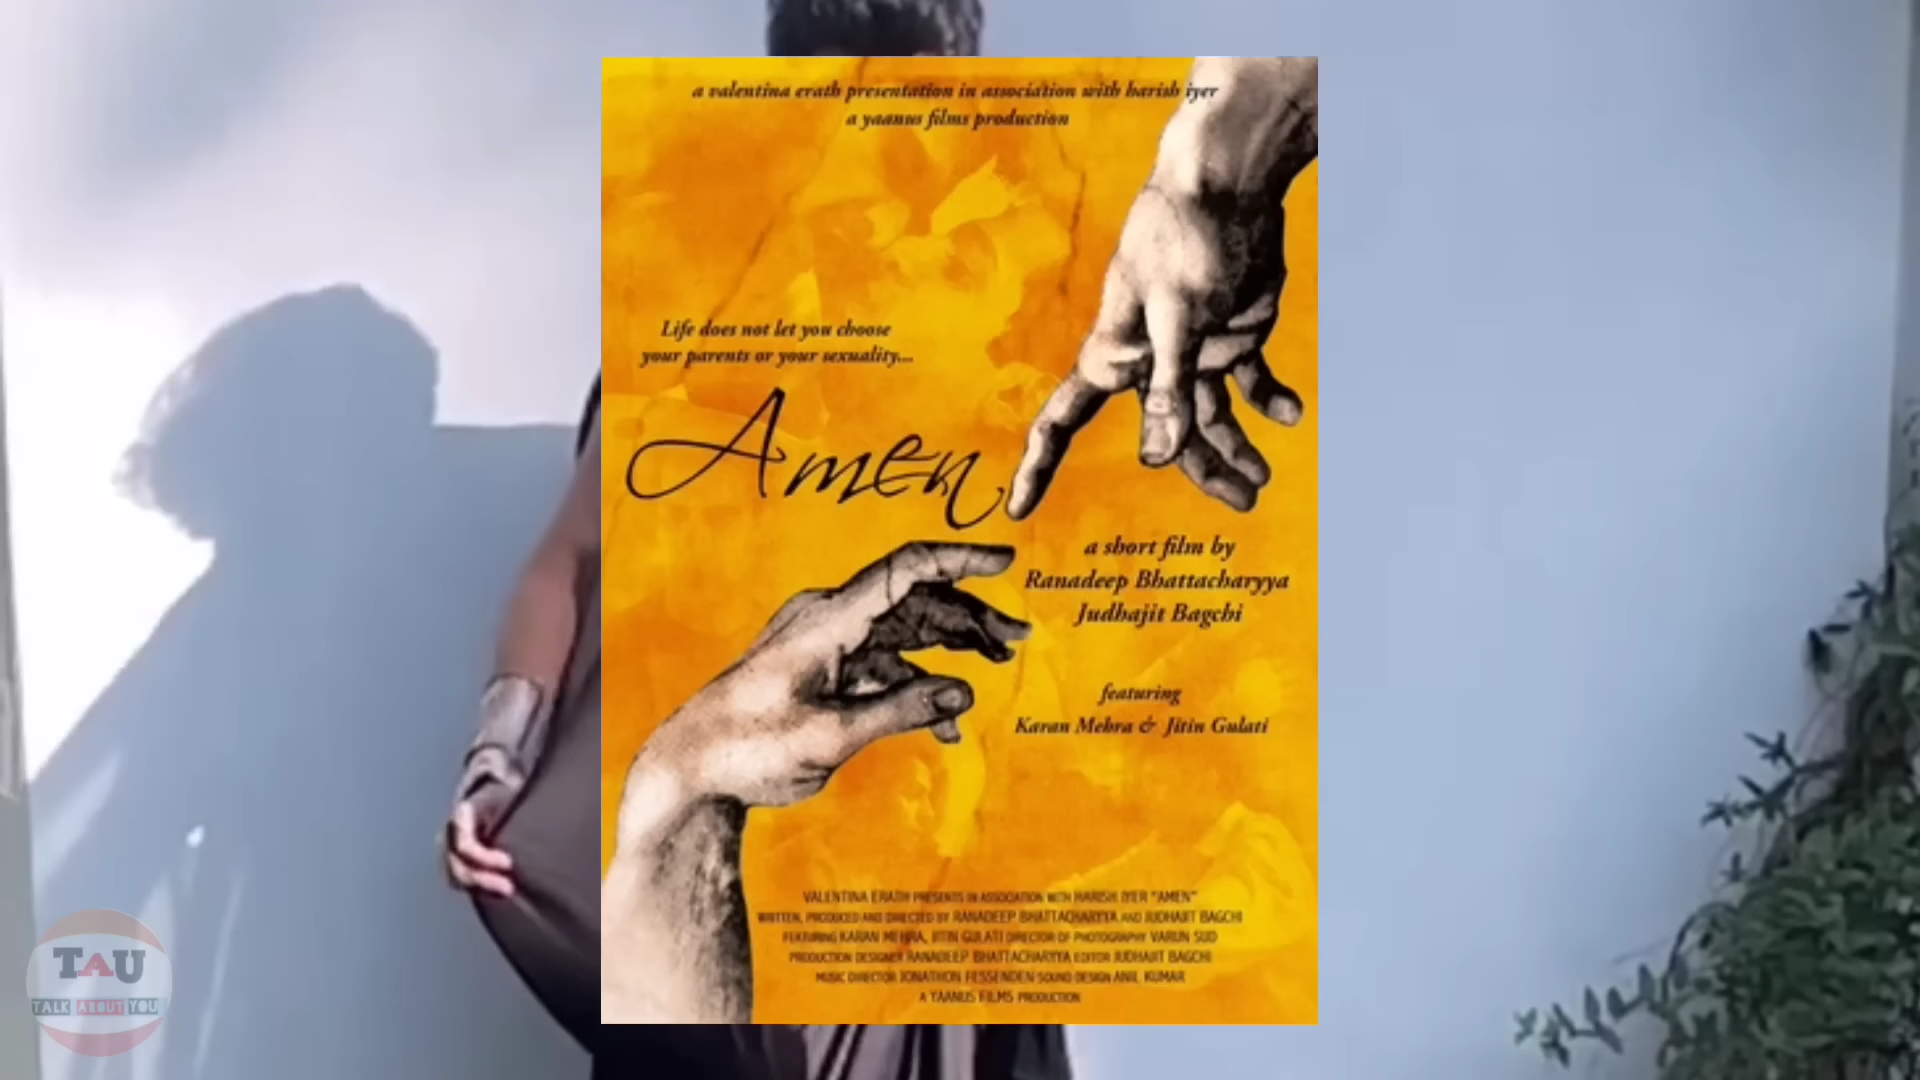 a valentina erath presentation in association with harish iyer
a yaanus films production
Life does not let you choose
your parents or your sexuality...
Amen
a short film by
Ranadeep Bhattacharyya
Judhajit Bagchi
featuring
Karan Mehra & Jitin Gulati
VALENTINA ERATH PRESENTS IN ASSOCIATION WITH HARISH IYER "AMEN"
WRITTEN, PRODUCED AND DIRECTED BY RANADEEP BHATTACHARYYA AND JUDHAJIT BAGCHI
FEATURING KARAN MEHRA, JITIN GULATI DIRECTOR OF PHOTOGRAPHY VARUN SUD
PRODUCTION DESIGNER RANADEEP BHATTACHARYYA EDITOR JUDHAJIT BAGCHI
MUSIC DIRECTOR JONATHON FESSENDEN SOUND DESIGN ANIL KUMAR
A YAANUS FILMS PRODUCTION
TAU
TALK ABOUT YOU